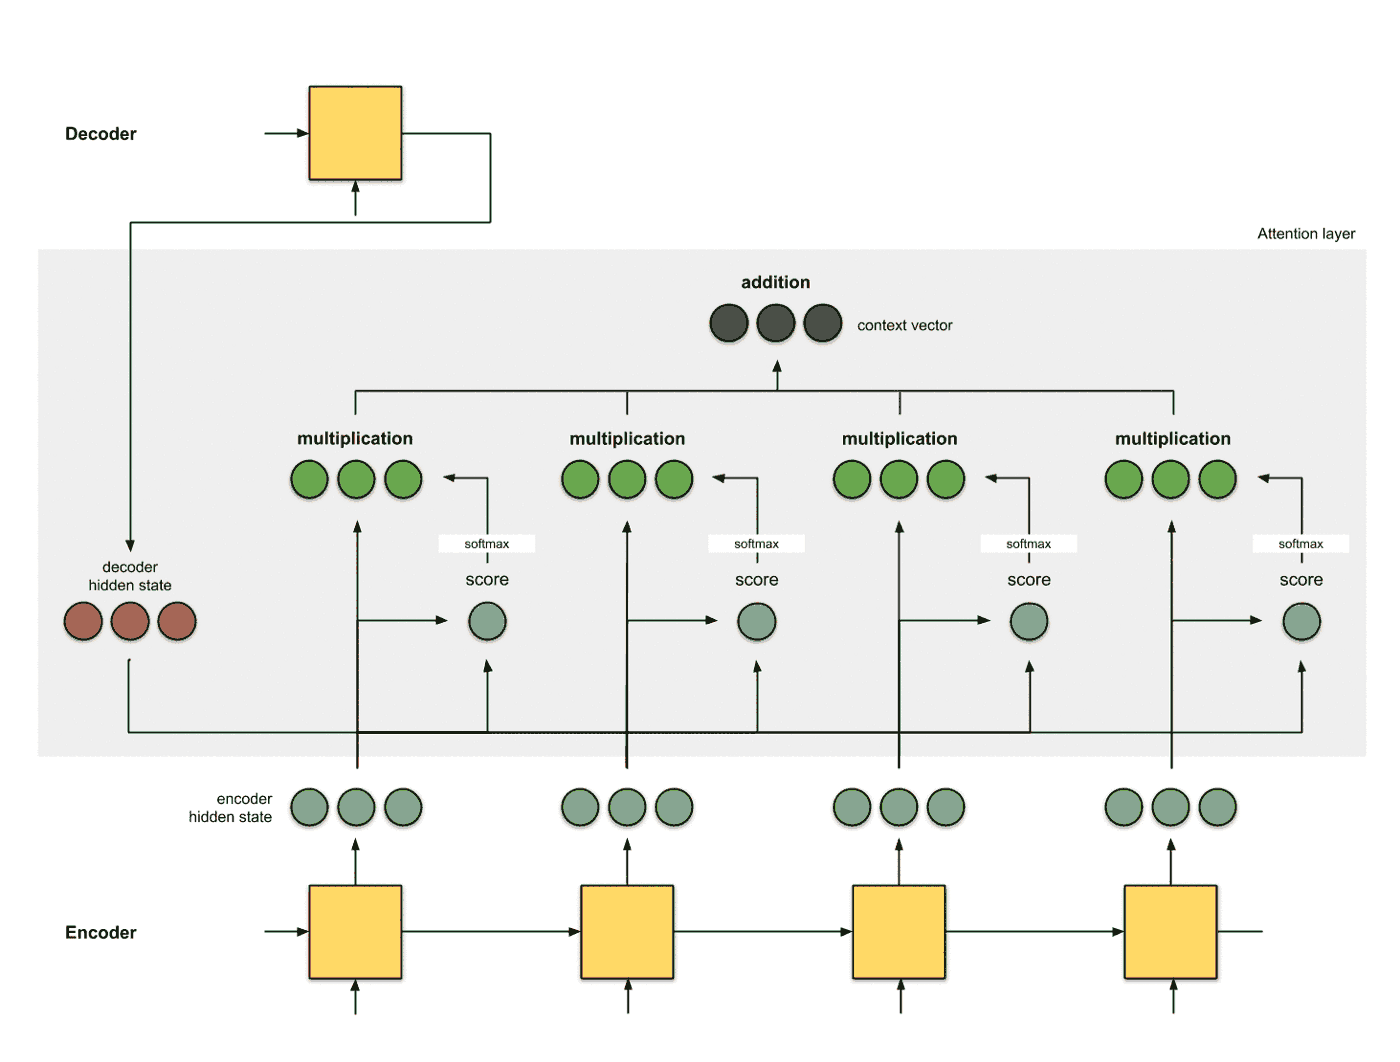 Decoder
Attention layer
addition
context vector
multiplication multiplication multiplication multiplication
softmax softmax softmax softmax
decoder
hidden state
score score score score
encoder
hidden state
Encoder